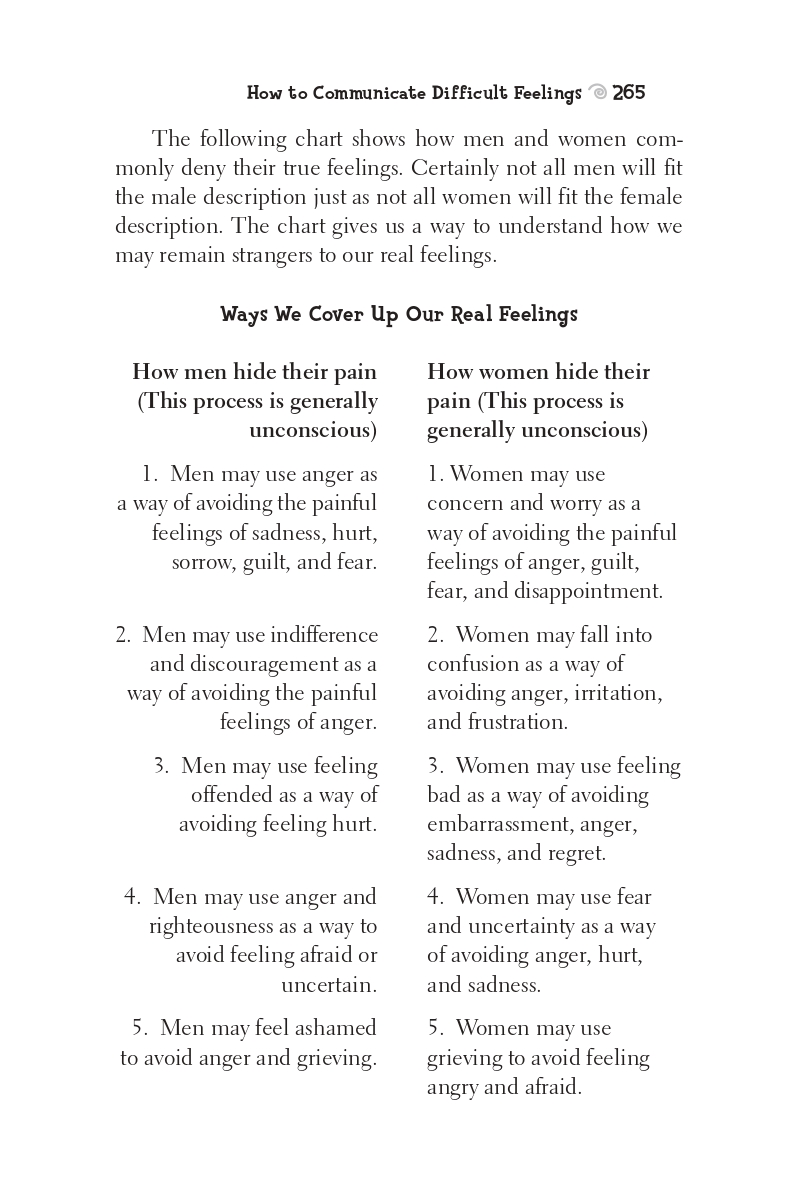 How to Communicate Difficult Feelings 265
The following chart shows how men and women com-
monly deny their true feelings. Certainly not all men will fit
the male description just as not all women will fit the female
description. The chart gives us a way to understand how we
may remain strangers to our real feelings.
Ways We Cover Up Our Real Feelings
How men hide their pain
(This process is generally
unconscious)
1. Men may use anger as
a way of avoiding the painful
feelings of sadness, hurt,
sorrow, guilt, and fear.
2. Men may use indifference
and discouragement as a
way of avoiding the painful
feelings of anger.
3. Men may use feeling
offended as a way of
avoiding feeling hurt.
4. Men may use anger and
righteousness as a way to
avoid feeling afraid or
uncertain.
5. Men may feel ashamed
to avoid anger and grieving.
How women hide their
pain (This process is
generally unconscious)
1. Women may use
concern and worry as a
way of avoiding the painful
feelings of anger, guilt,
fear, and disappointment.
2. Women may fall into
confusion as a way of
avoiding anger, irritation,
and frustration.
3. Women may use feeling
bad as a way of avoiding
embarrassment, anger,
sadness, and regret.
4. Women may use fear
and uncertainty as a way
of avoiding anger, hurt,
and sadness.
5. Women may use
grieving to avoid feeling
angry and afraid.